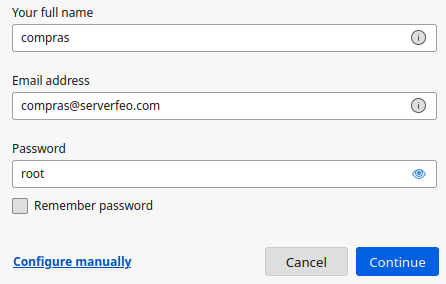 Your full name
compras
Email address
compras@serverfeo.com
Password
root
Remember password
Configure manually
Cancel
Continue